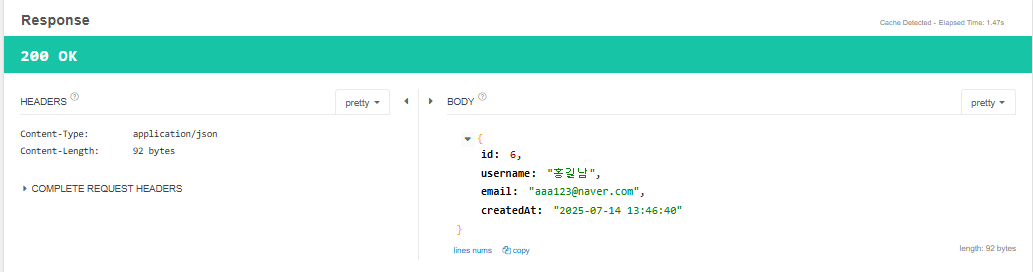 Response
Cache Detected - Elapsed Time: 1.47s
200 OK
HEADERS ?
pretty
BODY ?
pretty
Content-Type: application/json
Content-Length: 92 bytes
COMPLETE REQUEST HEADERS
{
id: 6,
username: "홍길남",
email: "aaa123@naver.com",
createdAt: "2025-07-14 13:46:40"
}
lines nums copy
length: 92 bytes